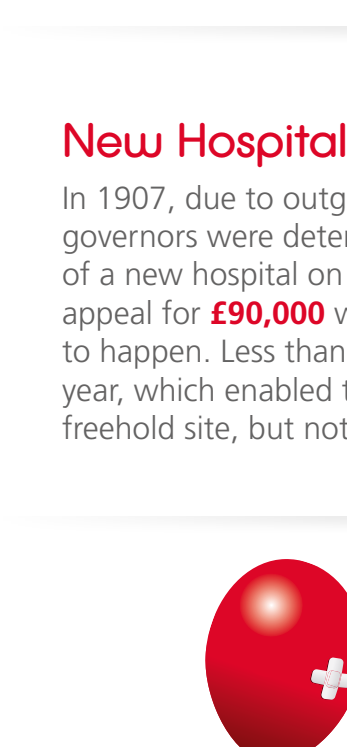 New Hospital
In 1907, due to outg
governors were deter
of a new hospital on
appeal for £90,000 w
to happen. Less than
year, which enabled t
freehold site, but not